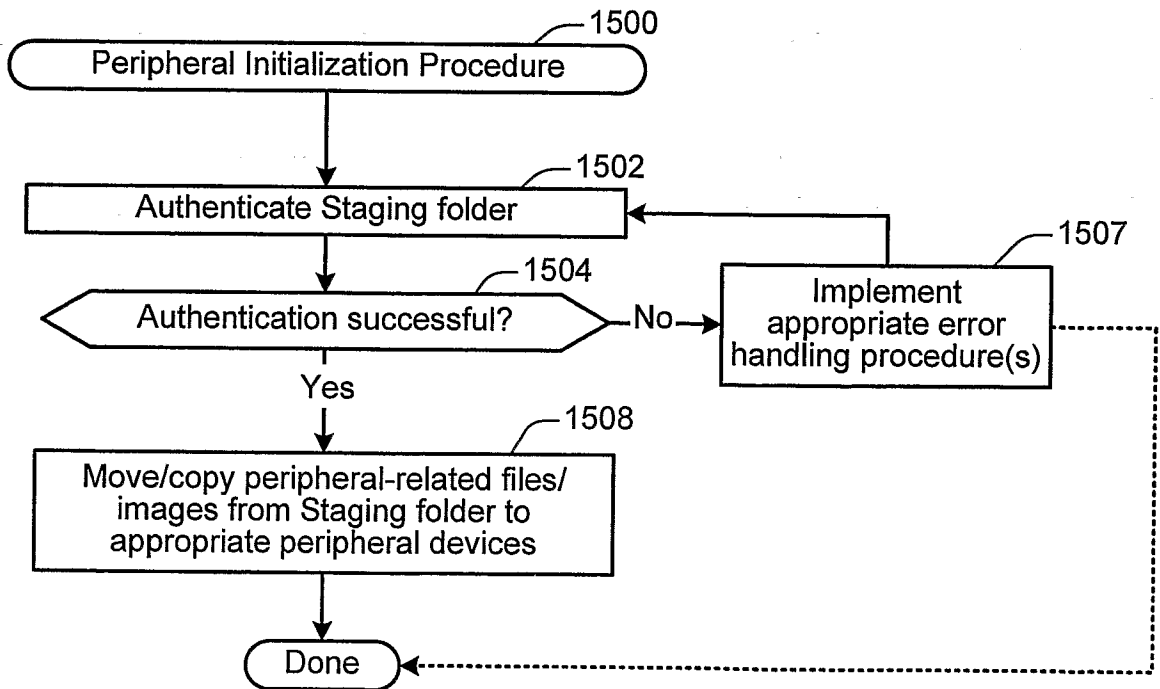 1500
Peripheral Initialization Procedure
1502
Authenticate Staging folder
1504
Authentication successful?
No
1507
Implement
appropriate error
handling procedure(s)
Yes
1508
Move/copy peripheral-related files/
images from Staging folder to
appropriate peripheral devices
Done